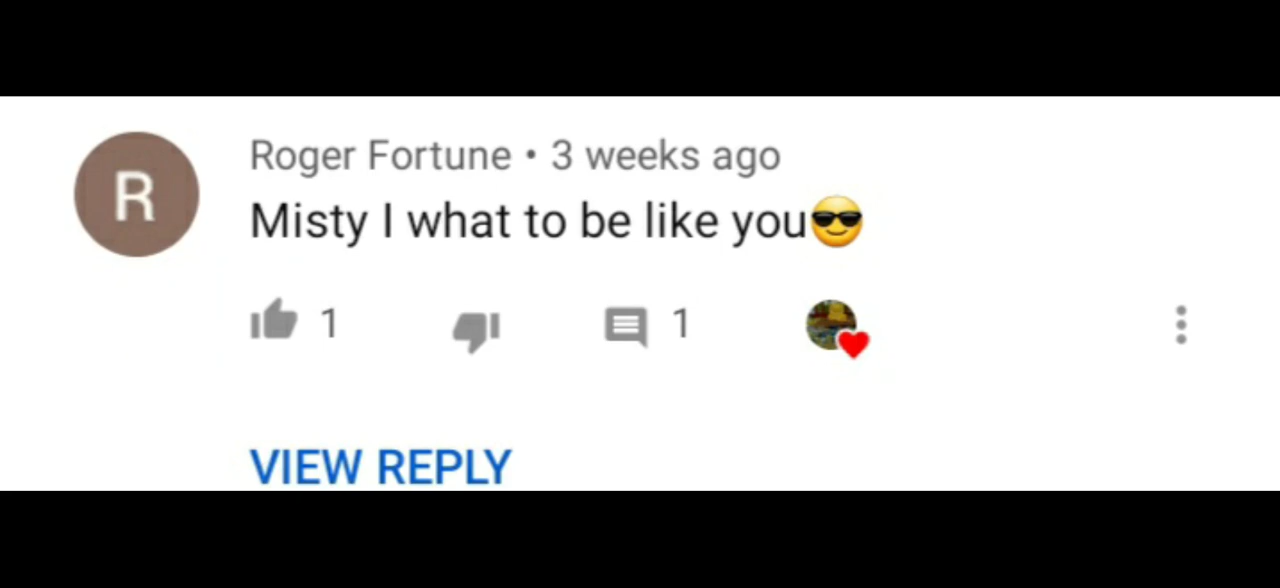 R
Roger Fortune • 3 weeks ago
Misty I what to be like you😎
1 1
VIEW REPLY